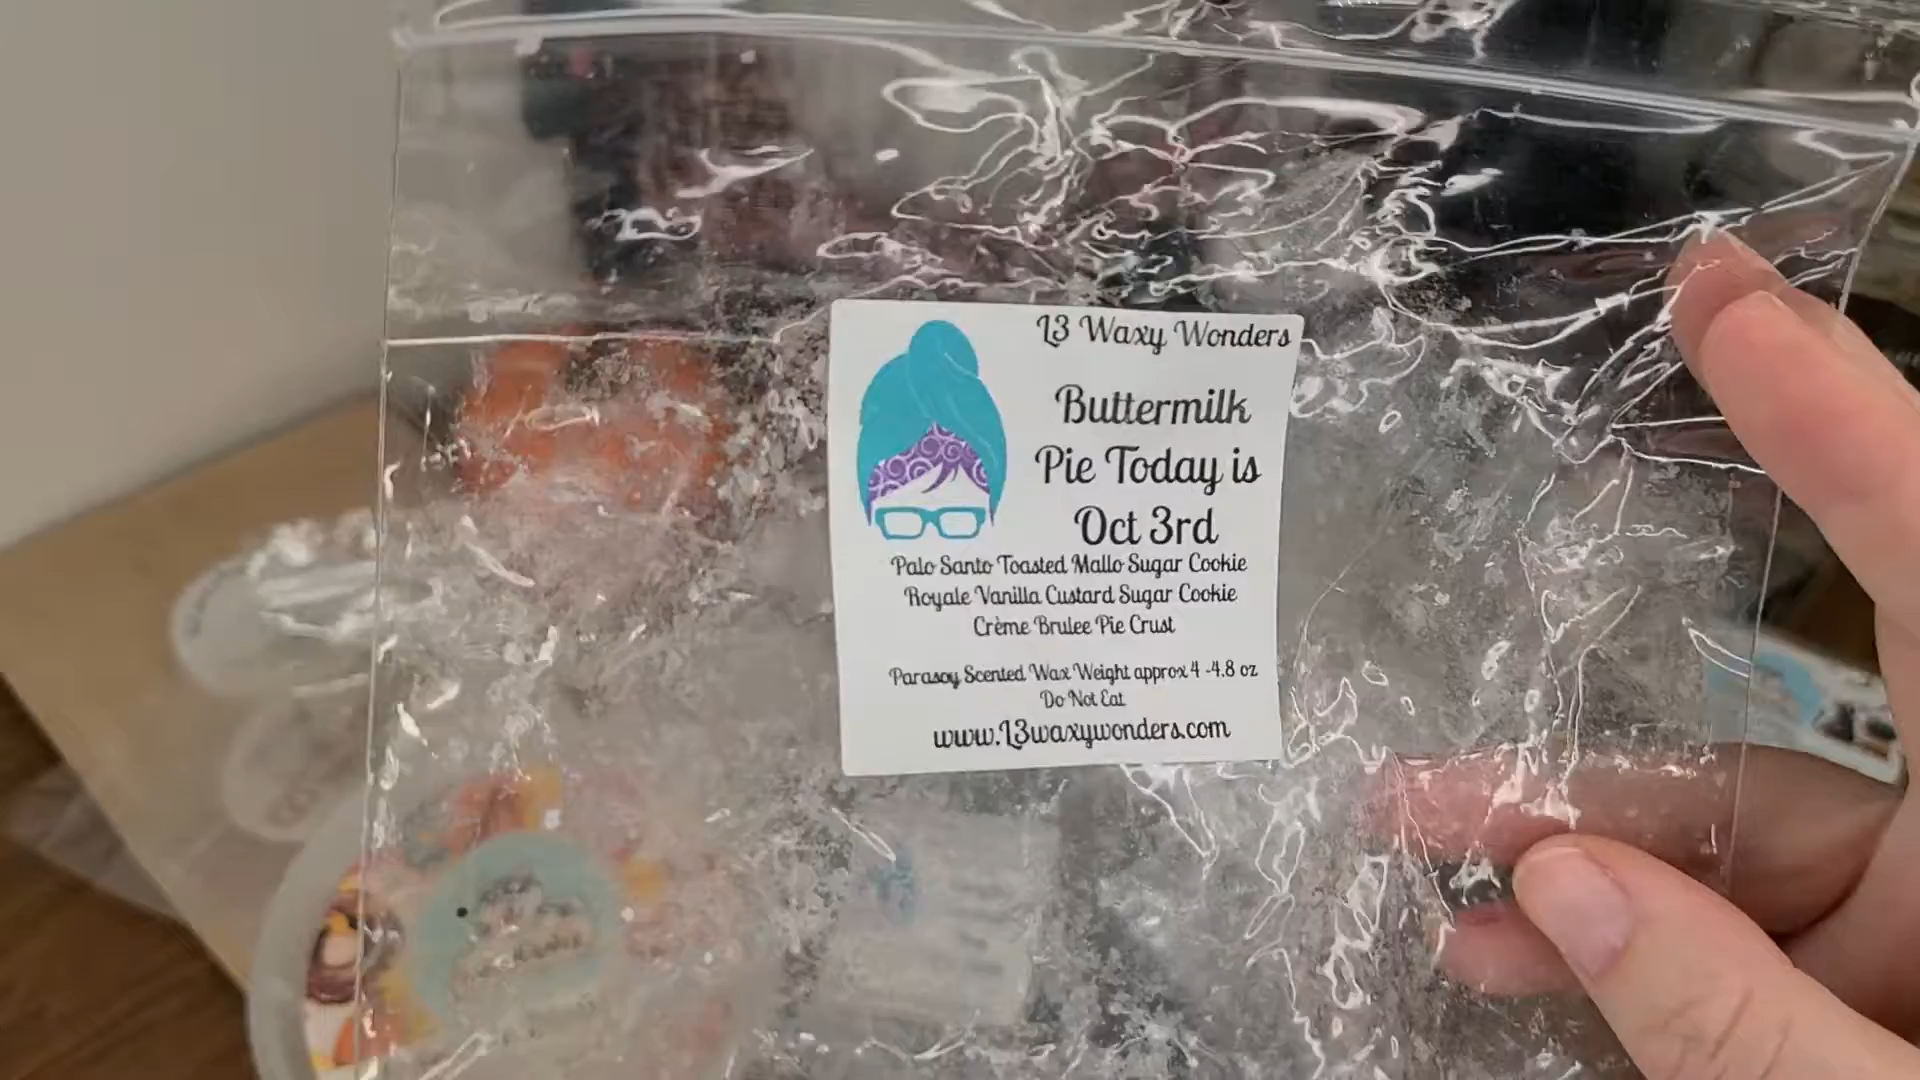 L3 Waxy Wonders
Buttermilk
Pie Today is
Oct 3rd
Palo Santo Toasted Mallo Sugar Cookie
Royale Vanilla Custard Sugar Cookie
Crème Brulee Pie Crust
Parasoy Scented Wax Weight approx 4 -4.8 oz
Do Not Eat
www.L3waxywonders.com